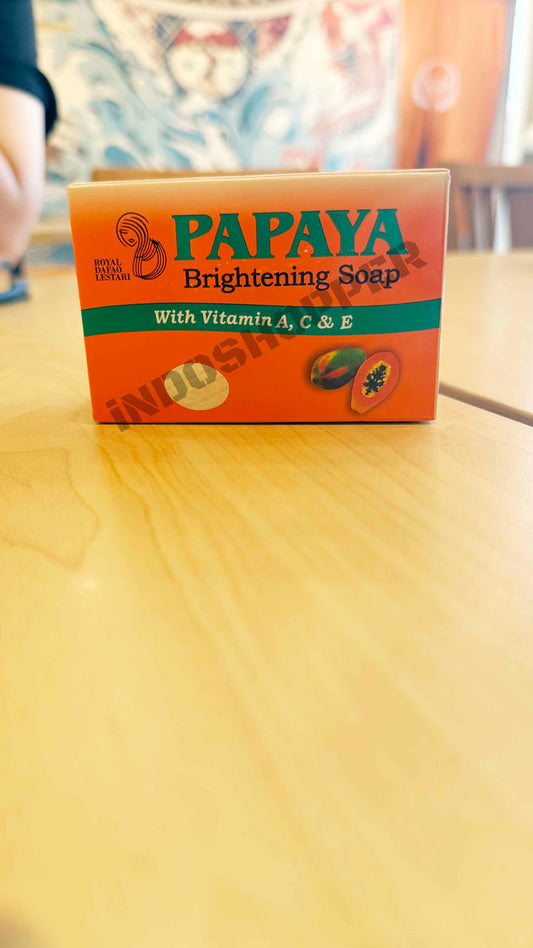 PAPAYA
Brightening Soap
ROYAL
DAFAO
LESTARI
With Vitamin A, C & E
iNDOSHOPPER